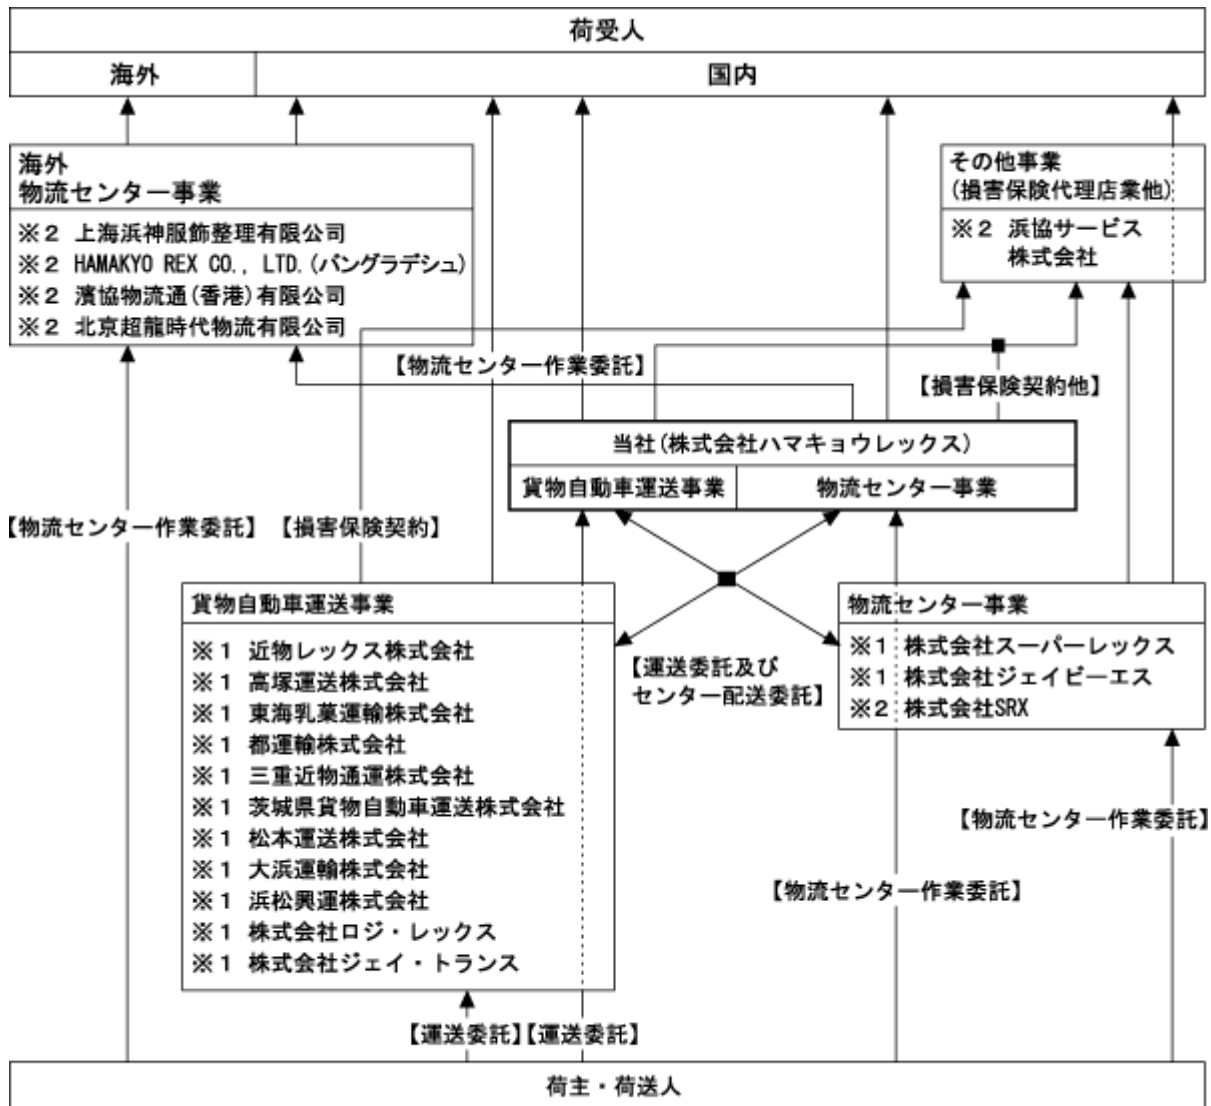 荷受人
海外
国内
海外
物流センター事業
※２ 上海浜神服飾整理有限公司
※２ HAMAKYO REX CO., LTD.(バングラデシュ)
※２ 濱協物流通(香港)有限公司
※２ 北京超龍時代物流有限公司
その他事業
(損害保険代理店業他)
※２ 浜協サービス
株式会社
【物流センター作業委託】
【損害保険契約他】
当社(株式会社ハマキョウレックス)
貨物自動車運送事業
物流センター事業
【物流センター作業委託】
【損害保険契約】
貨物自動車運送事業
※１ 近物レックス株式会社
※１ 高塚運送株式会社
※１ 東海乳菓運輸株式会社
※１ 都運輸株式会社
※１ 三重近物通運株式会社
※１ 茨城県貨物自動車運送株式会社
※１ 松本運送株式会社
※１ 大浜運輸株式会社
※１ 浜松興運株式会社
※１ 株式会社ロジ・レックス
※１ 株式会社ジェイ・トランス
【運送委託及び
センター配送委託】
物流センター事業
※１ 株式会社スーパーレックス
※１ 株式会社ジェイビーエス
※２ 株式会社SRX
【物流センター作業委託】
【物流センター作業委託】
【運送委託】
【運送委託】
荷主・荷送人